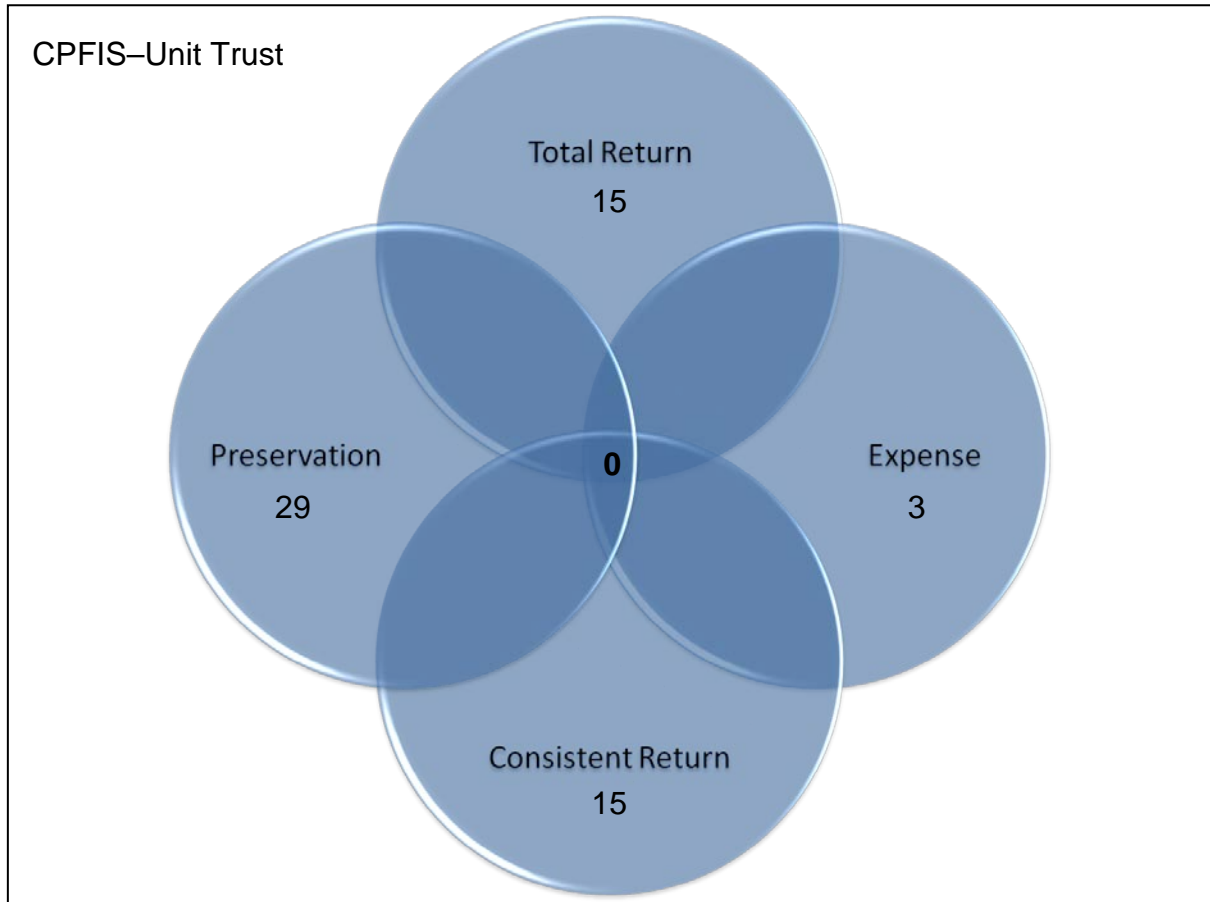 CPFIS–Unit Trust
Total Return
15
Preservation
29
0
Expense
3
Consistent Return
15